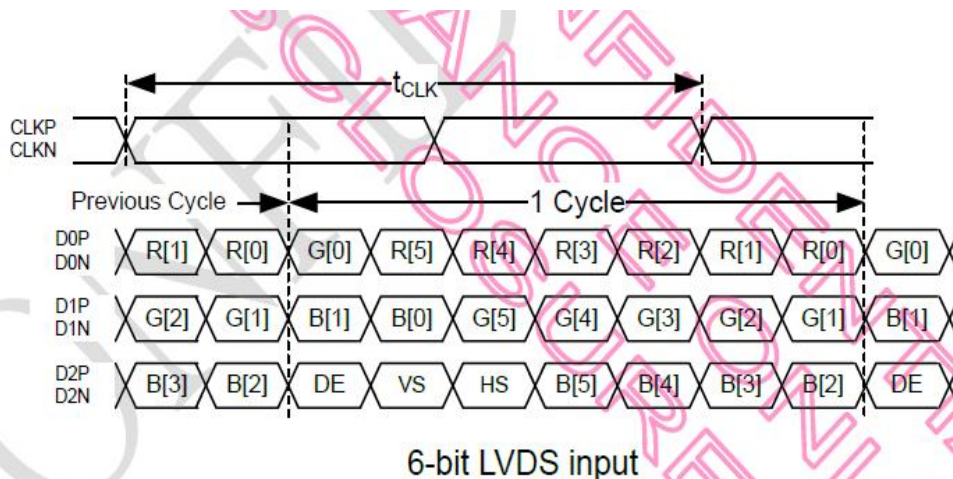 tCLK
CLKP
CLKN
Previous Cycle
1 Cycle
D0P
D0N
R[1] R[0] G[0] R[5] R[4] R[3] R[2] R[1] R[0] G[0]
D1P
D1N
G[2] G[1] B[1] B[0] G[5] G[4] G[3] G[2] G[1] B[1]
D2P
D2N
B[3] B[2] DE VS HS B[5] B[4] B[3] B[2] DE
6-bit LVDS input